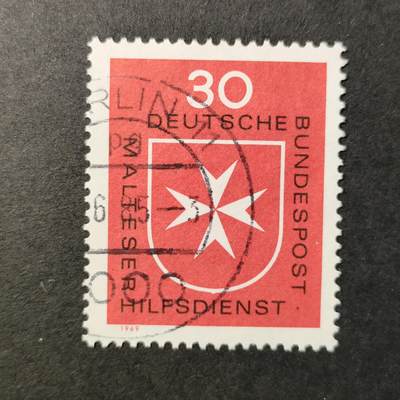 30
DEUTSCHE
BUNDESPOST
MALTESER
HILFSDIENST
1969